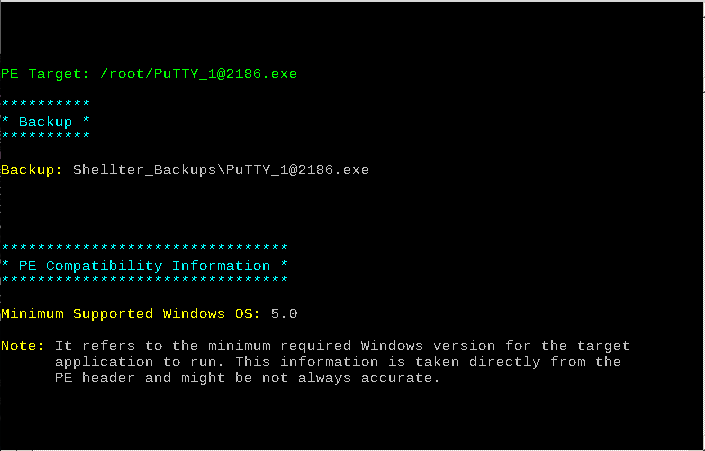 PE Target: /root/PuTTY_1@2186.exe
**********
* Backup *
**********
Backup: Shellter_Backups\PuTTY_1@2186.exe
********************************
* PE Compatibility Information *
********************************
Minimum Supported Windows OS: 5.0
Note: It refers to the minimum required Windows version for the target
application to run. This information is taken directly from the
PE header and might be not always accurate.